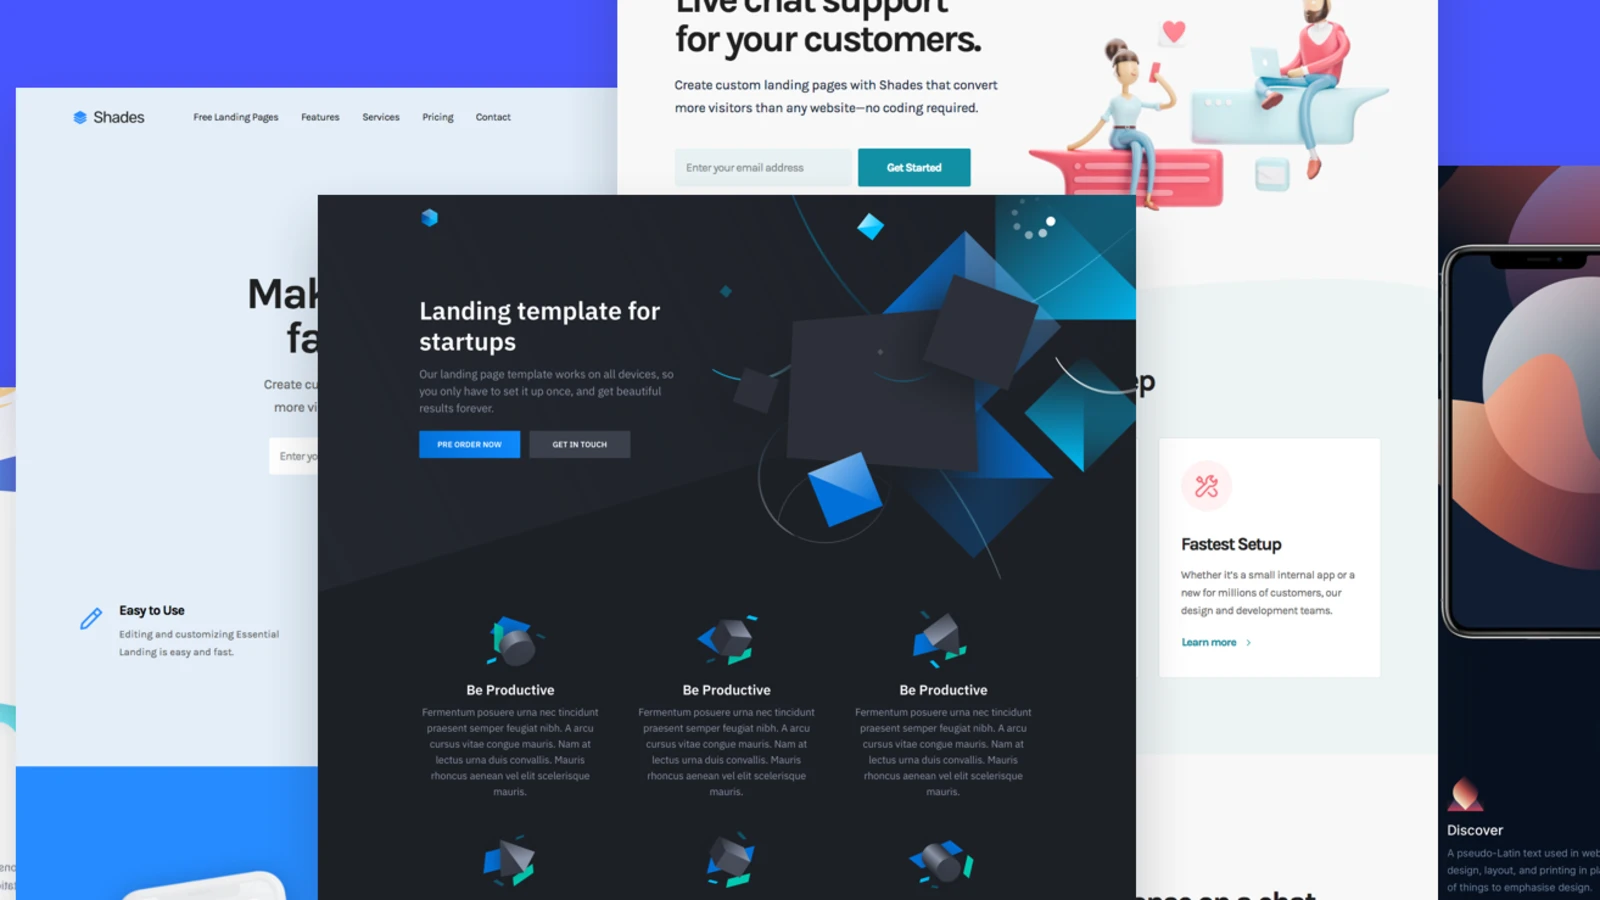 Live chat support
for your customers.
Create custom landing pages with Shades that convert
more visitors than any website—no coding required.
Enter your email address
Get Started
Shades
Free Landing Pages
Features
Services
Pricing
Contact
Create
more
Enter
Easy to Use
Editing and customizing Essential
Landing is easy and fast.
Landing template for
startups
Our landing page template works on all devices, so
you only have to set it up once, and get beautiful
results forever.
PRE ORDER NOW
GET IN TOUCH
Be Productive
Fermentum posuere urna nec tincidunt
praesent semper feugiat nibh. A arcu
cursus vitae congue mauris. Nam at
lectus urna duis convallis. Mauris
rhoncus aenean vel elit scelerisque
mauris.
Be Productive
Fermentum posuere urna nec tincidunt
praesent semper feugiat nibh. A arcu
cursus vitae congue mauris. Nam at
lectus urna duis convallis. Mauris
rhoncus aenean vel elit scelerisque
mauris.
Be Productive
Fermentum posuere urna nec tincidunt
praesent semper feugiat nibh. A arcu
cursus vitae congue mauris. Nam at
lectus urna duis convallis. Mauris
rhoncus aenean vel elit scelerisque
mauris.
Fastest Setup
Whether it's a small internal app or a
new for millions of customers, our
design and development teams.
Learn more
on a chat
Discover
A pseudo-Latin text used in web
design, layout, and printing in
of things to emphasise design.